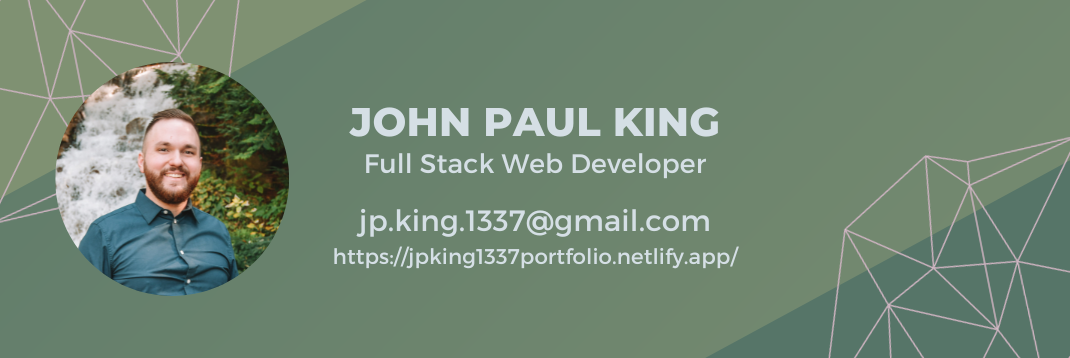 JOHN PAUL KING
Full Stack Web Developer
jp.king.1337@gmail.com
https://jpking1337portfolio.netlify.app/